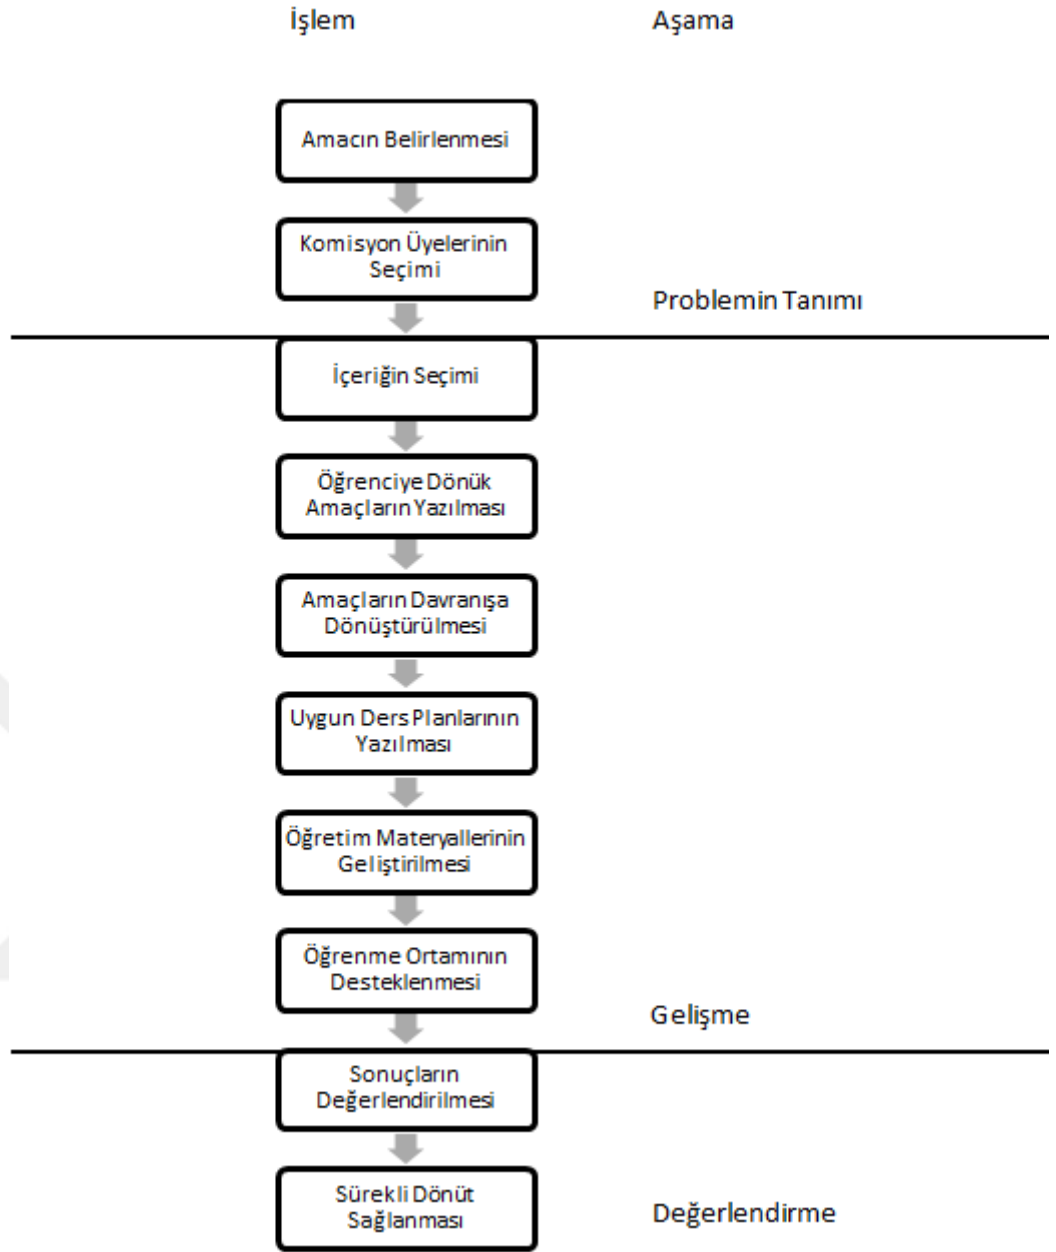 İşlem
Aşama
Amacın Belirlenmesi
Komisyon Üyelerinin
Seçimi
Problemin Tanımı
İçeriğin Seçimi
Öğrenciye Dönük
Amaçların Yazılması
Amaçların Davranışa
Dönüştürülmesi
Uygun Ders Planlarının
Yazılması
Öğretim Materyallerinin
Geliştirilmesi
Öğrenme Ortamının
Desteklenmesi
Gelişme
Sonuçların
Değerlendirilmesi
Sürekli Dönüt
Sağlanması
Değerlendirme